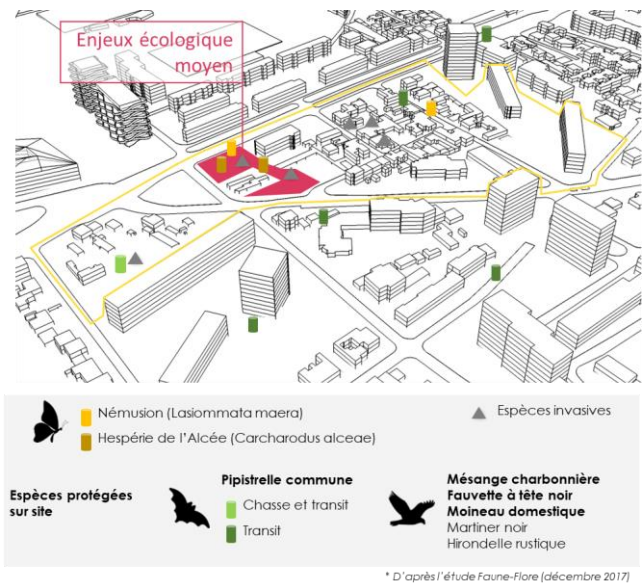 Enjeux écologique
moyen
Némusion (Lasiommata maera)
Hespérie de l'Alcée (Carcharodus alceae)
Espèces invasives
Espèces protégées
sur site
Pipistrelle commune
Chasse et transit
Transit
Mésange charbonnière
Fauvette à tête noir
Moineau domestique
Martiner noir
Hirondelle rustique
* D'après l'étude Faune-Flore (décembre 2017)